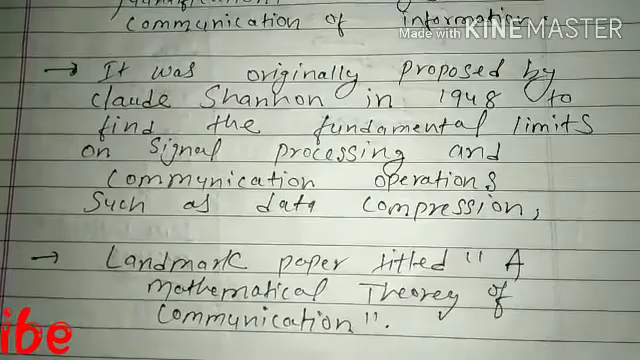 communication of information.
Made with KINEMASTER
→ It was originally proposed by
Claude Shannon in 1948 to
find the fundamental limits
on signal processing and
communication operations
such as data compression,
→ Landmark paper titled "A
mathematical Theorey of
communication".
ibe